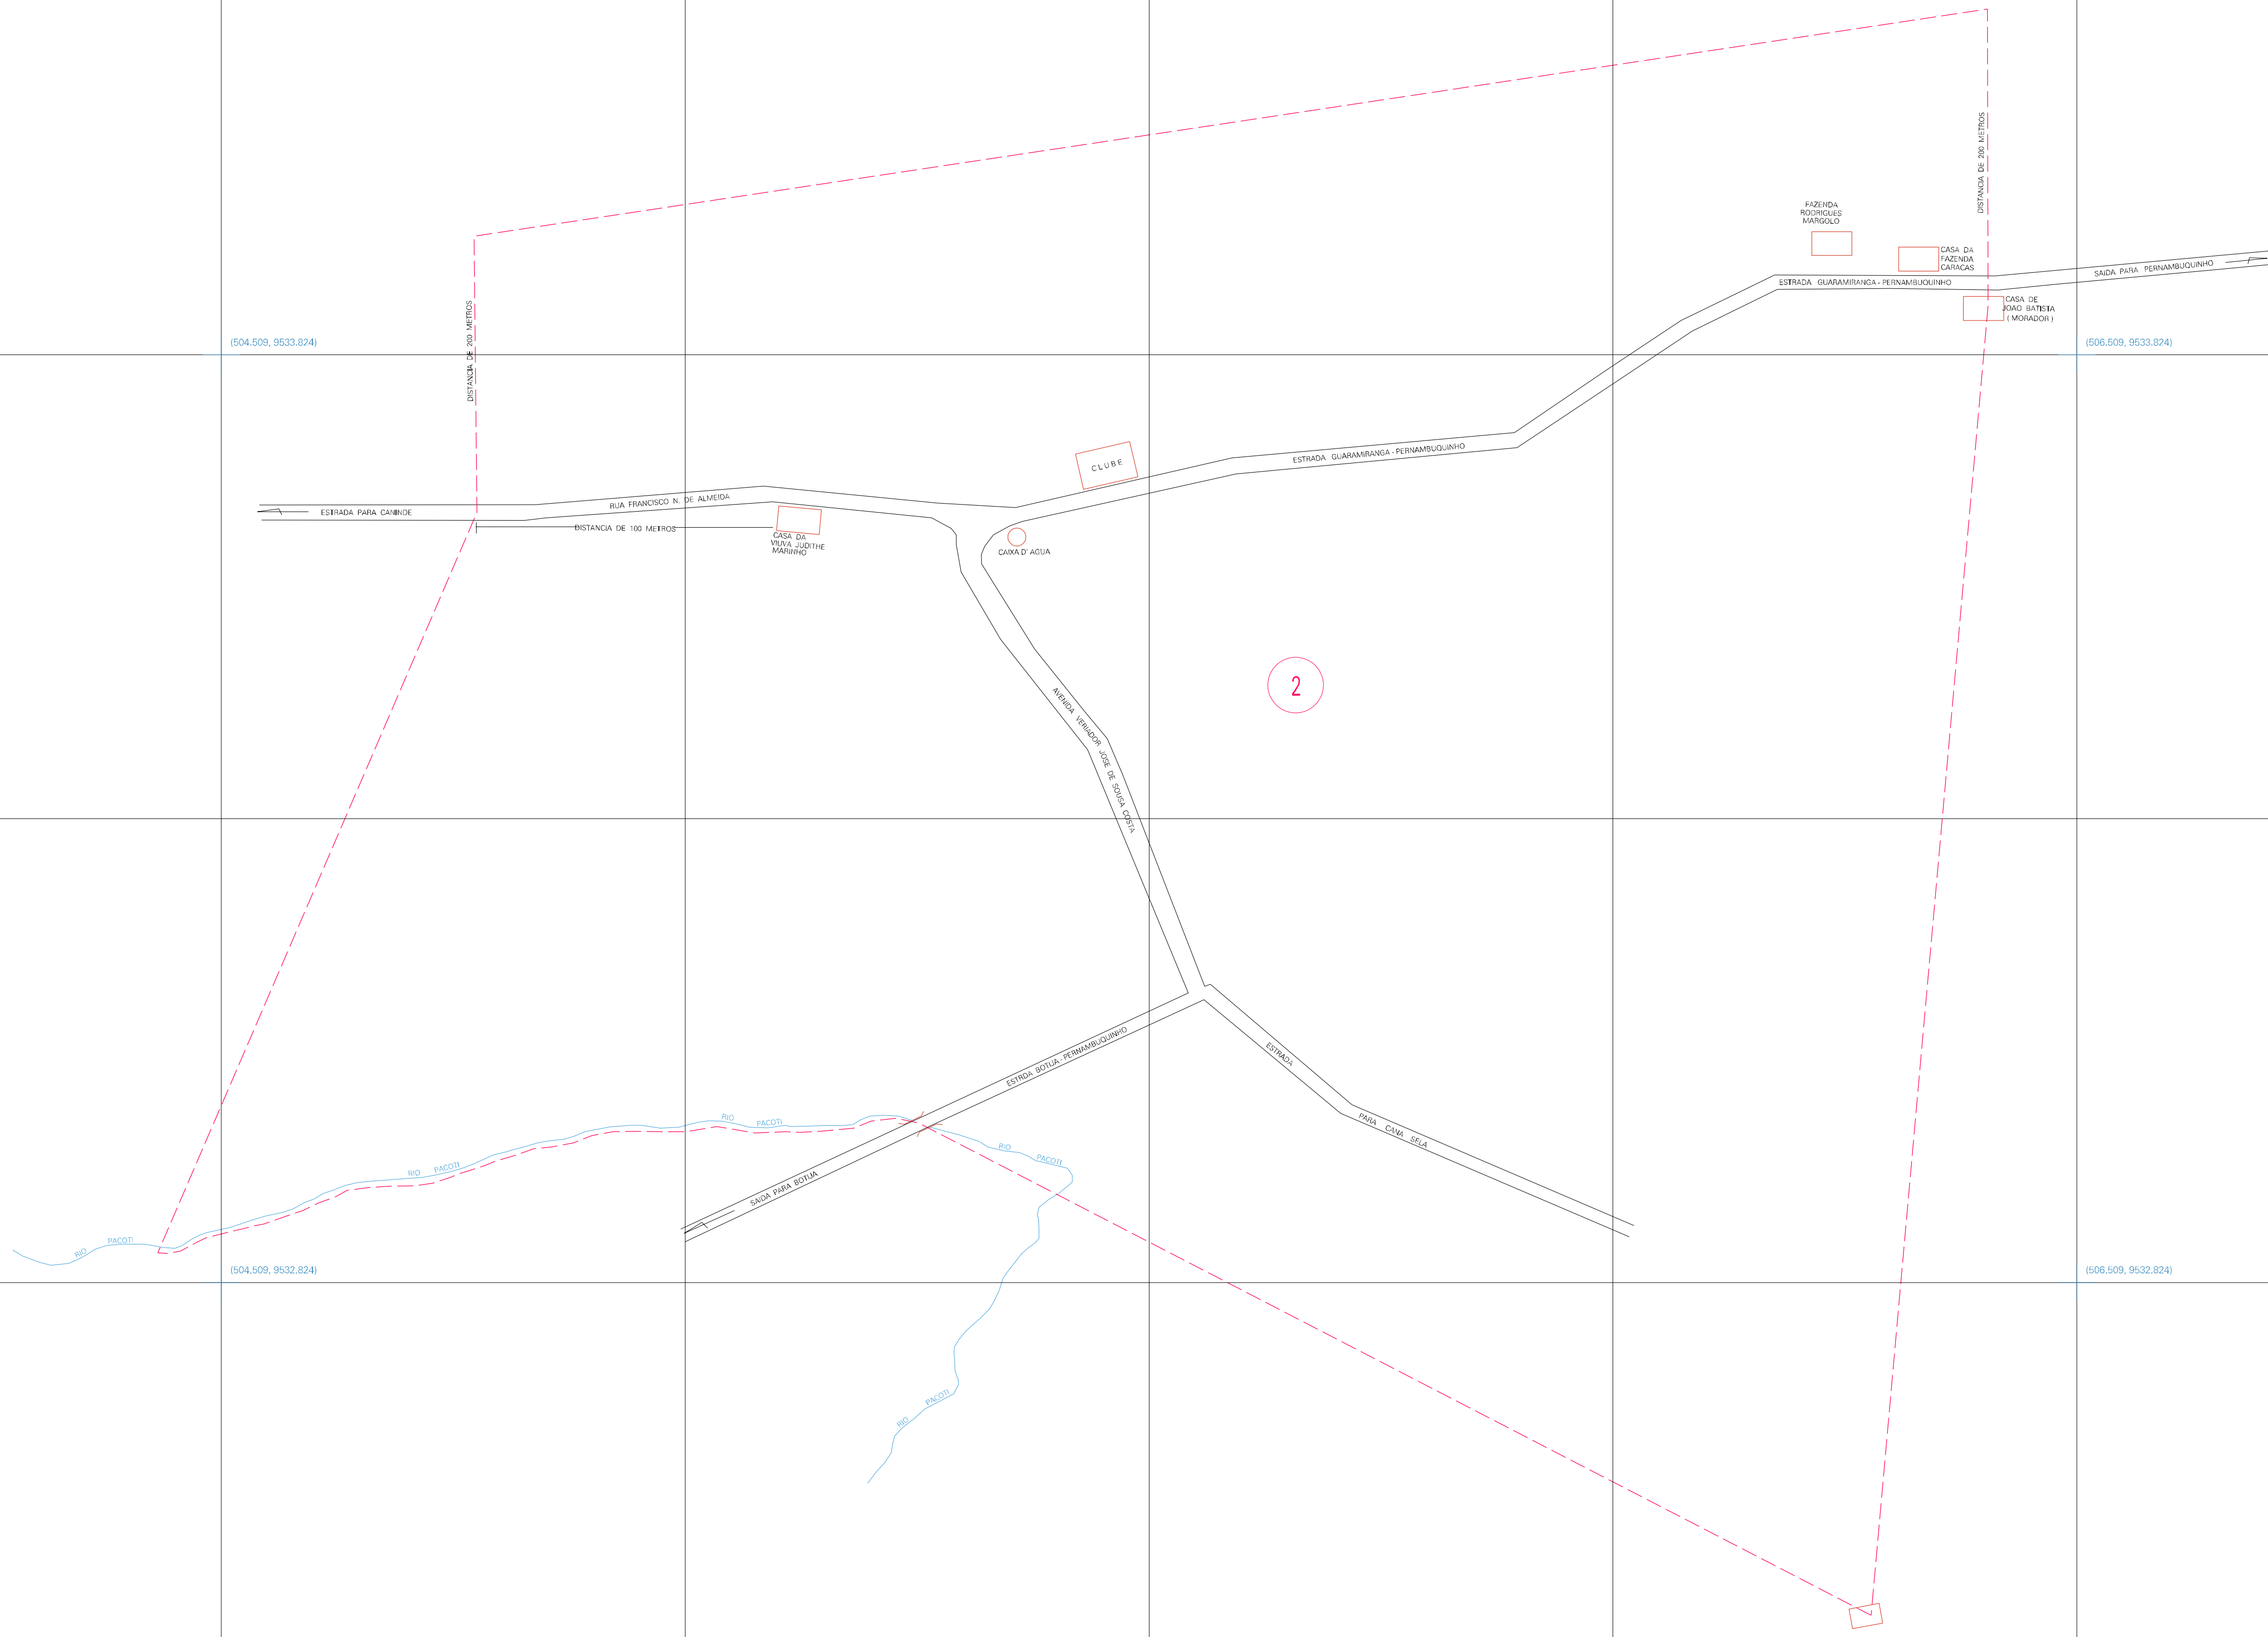 DISTANCIA DE 200 METROS
FAZENDA
RODRIGUES
MARGOLO
CASA DA
FAZENDA
CARACAS
SAIDA PARA PERNAMBUQUINHO
ESTRADA GUARAMIRANGA - PERNAMBUQUINHO
CASA DE
JOAO BATISTA
( MORADOR )
DISTANCIA DE 200 METROS
(504.509, 9533.824)
(506.509, 9533.824)
CLUBE
ESTRADA GUARAMIRANGA - PERNAMBUQUINHO
RUA FRANCISCO N. DE ALMEIDA
ESTRADA PARA CANINDE
DISTANCIA DE 100 METROS
CASA DA
VIUVA JUDITHE
MARINHO
CAIXA D' AGUA
2
AVENIDA VERIADOR JOSE DE SOUSA COSTA
ESTRDA BOTIJA - PERNAMBUQUINHO
ESTRADA
PARA CANA SELA
RIO PACOTI
RIO PACOTI
RIO PACOTI
SAIDA PARA BOTIJA
RIO PACOTI
(504.509, 9532.824)
(506.509, 9532.824)
RIO PACOTI